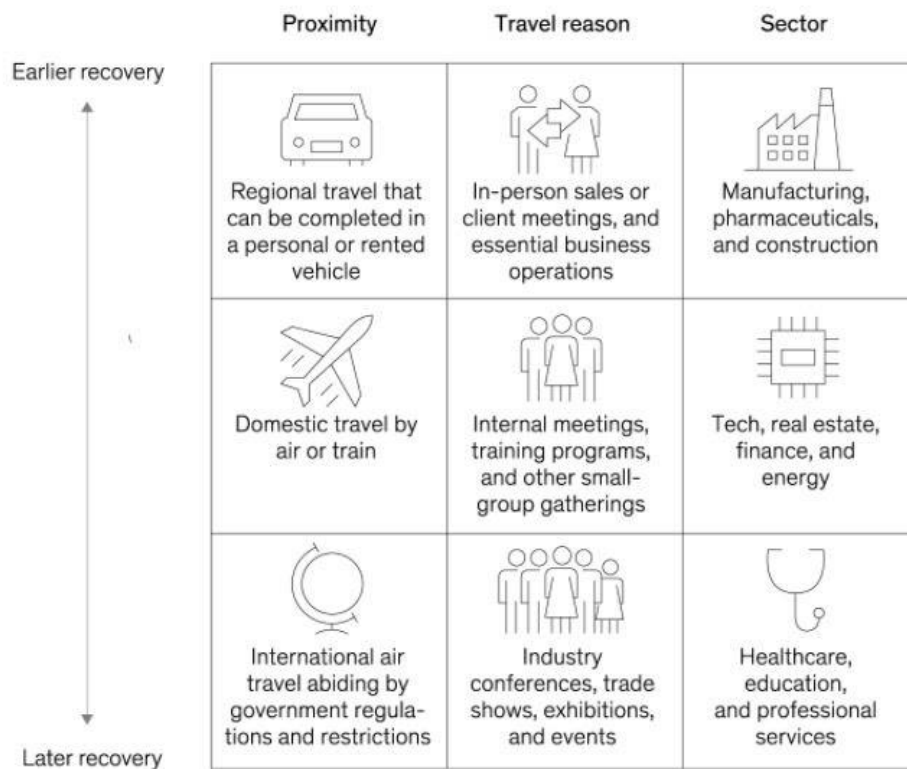 Proximity
Travel reason
Sector
Earlier recovery
Regional travel that
can be completed in
a personal or rented
vehicle
In-person sales or
client meetings, and
essential business
operations
Manufacturing,
pharmaceuticals,
and construction
Domestic travel by
air or train
Internal meetings,
training programs,
and other small-
group gatherings
Tech, real estate,
finance, and
energy
International air
travel abiding by
government regula-
tions and restrictions
Industry
conferences, trade
shows, exhibitions,
and events
Healthcare,
education,
and professional
services
Later recovery